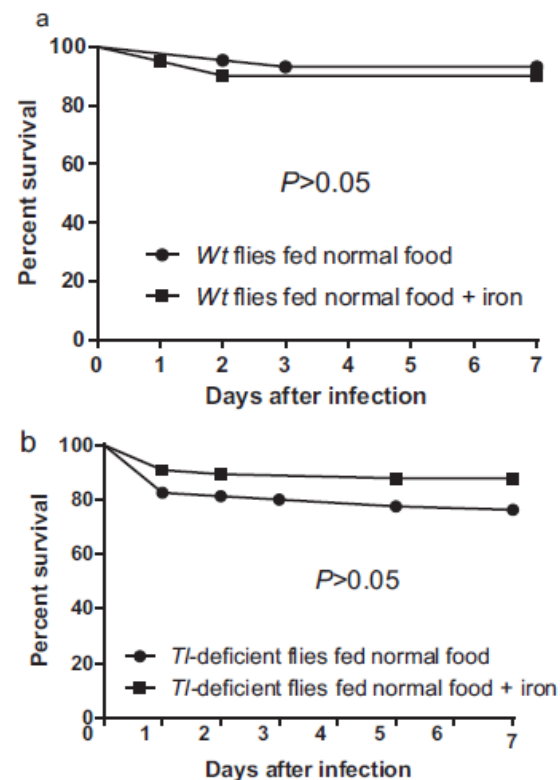 a
100
80
60
40
20
0
Percent survival
P>0.05
Wt flies fed normal food
Wt flies fed normal food + iron
0 1 2 3 4 5 6 7
Days after infection
b
100
80
60
40
20
0
Percent survival
P>0.05
Tl-deficient flies fed normal food
Tl-deficient flies fed normal food + iron
0 1 2 3 4 5 6 7
Days after infection